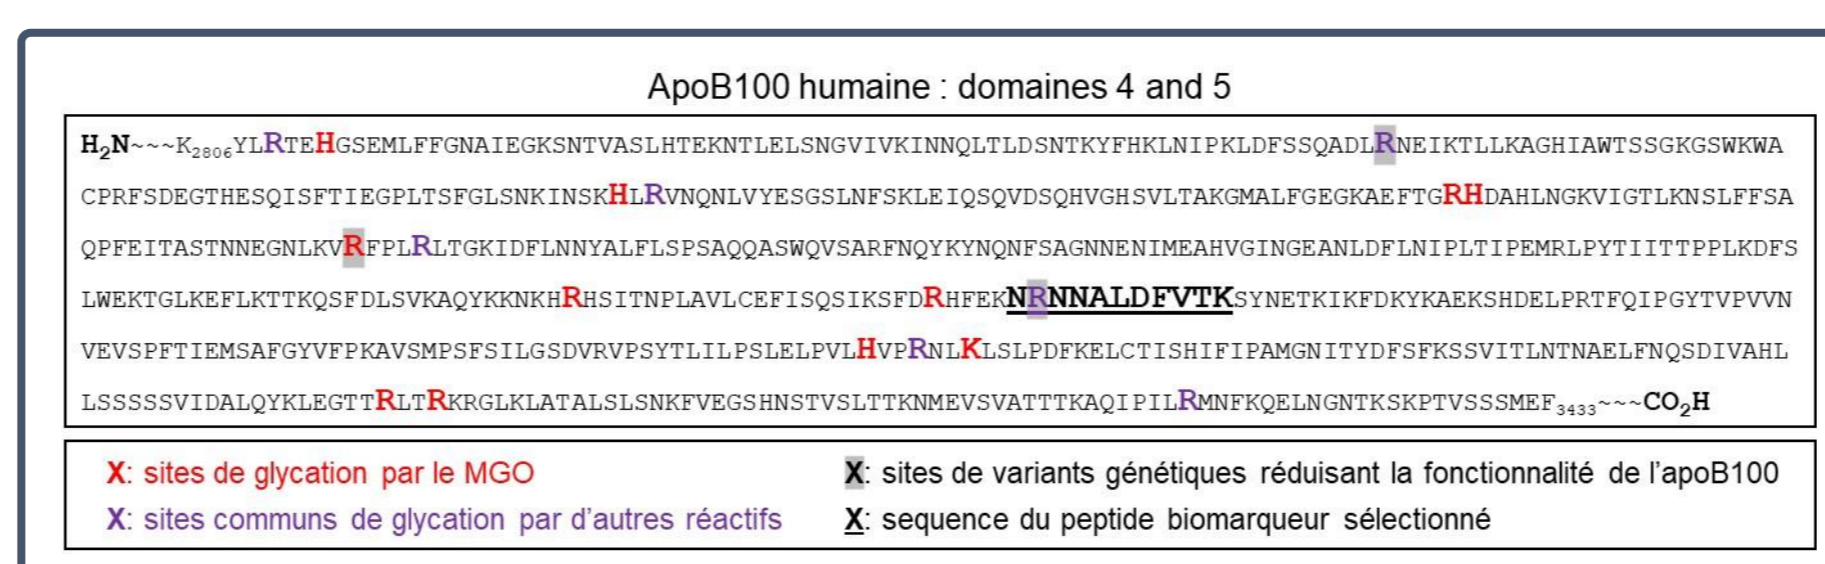 ApoB100 humaine : domaines 4 and 5
H₂N~~~K₂₈₀₆YLRTEHGSEMLFFGNAIEGKSNTVASLHTEKNTLELSNGVIVKINNQLTLDSNTKYFHKLNIPKLDFSSQADLRNEIKTLLKAGHIAWTSSGKGSWKWA
CPRFSDEGTHESQISFTIEGPLTSFGLSNKINSKHLRVNQNLVYESGSLNFSKLEIQSQVDSQHVGHSVLTAKGMALFGEGKAEFTGRHDAHLNGKVIGTLKNSLFFSA
QPFEITASTNNEGNLKVRFPLRLTGKIDFLNNYALFLSPSAQQASWQVSARFNQYKYNQNFSAGNNENIMEAHVGINGEANLDFLNIPLTIPEMRLPYTIITTPPLKDFS
LWEKTGLKEFLKTTKQSFDLSVKAQYKKNKHRHSITNPLAVLCEFISQSIKSFDRHFEKNRNNALDFVTKSYNETKIKFDKYKAEKSHDELPRTFQIPGYTVPVVN
VEVSPFTIEMSAFGYVFPKAVSMPSFSILGSDVRVPSYTLILPSLELPVLHVPRNLKLSLPDFKELCTISHIFIPAMGNITYDFSFKSSVITLNTNAELFNQSDIVAHL
LSSSSSVIDALQYKLEGTTRLTRKRGLKLATALSLSNKFVEGSHNSTVSLTTKNMEVSVATTTKAQIPILRMNFKQELNGNTKSKPTVSSSMEF₃₄₃₃~~~CO₂H
X: sites de glycation par le MGO
X: sites communs de glycation par d'autres réactifs
X: sites de variants génétiques réduisant la fonctionnalité de l'apoB100
X: sequence du peptide biomarqueur sélectionné